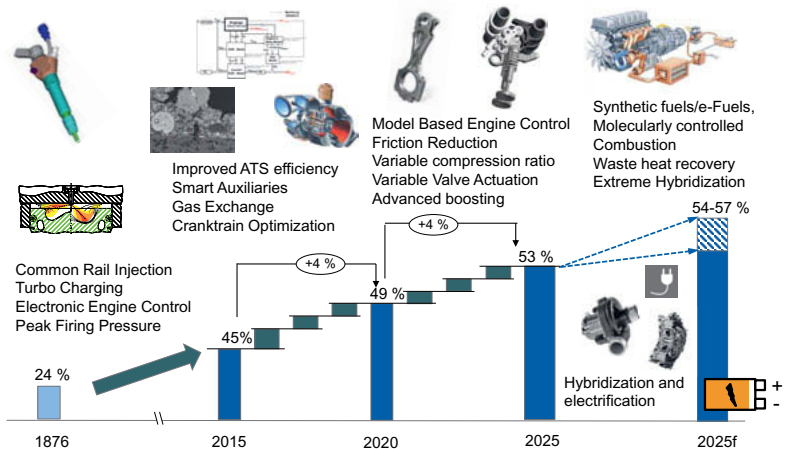 Improved ATS efficiency
Smart Auxiliaries
Gas Exchange
Cranktrain Optimization
Model Based Engine Control
Friction Reduction
Variable compression ratio
Variable Valve Actuation
Advanced boosting
Synthetic fuels/e-Fuels,
Molecularly controlled
Combustion
Waste heat recovery
Extreme Hybridization
54-57 %
+4 %
+4 %
53 %
49 %
45%
Common Rail Injection
Turbo Charging
Electronic Engine Control
Peak Firing Pressure
24 %
Hybridization and
electrification
+
-
1876
2015
2020
2025
2025f